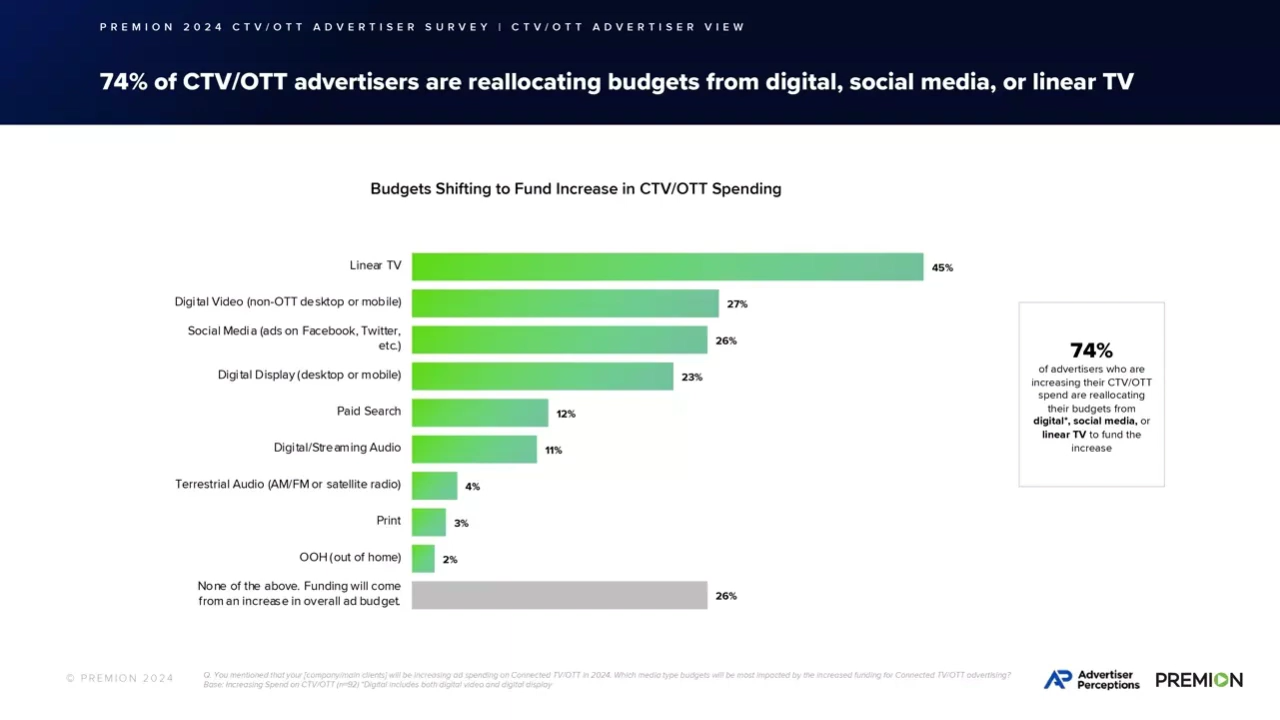 PREMION 2024 CTV/OTT ADVERTISER SURVEY | CTV/OTT ADVERTISER VIEW
74% of CTV/OTT advertisers are reallocating budgets from digital, social media, or linear TV
Budgets Shifting to Fund Increase in CTV/OTT Spending
Linear TV
45%
Digital Video (non-OTT desktop or mobile)
27%
Social Media (ads on Facebook, Twitter,
etc.)
26%
Digital Display (desktop or mobile)
23%
Paid Search
12%
Digital/Streaming Audio
11%
Terrestrial Audio (AM/FM or satellite radio)
4%
Print
3%
OOH (out of home)
2%
None of the above. Funding will come
from an increase in overall ad budget.
26%
74%
of advertisers who are
increasing their CTV/OTT
spend are reallocating
their budgets from
digital*, social media, or
linear TV to fund the
increase
© PREMION 2024
Q. You mentioned that your [company/main clients] will be increasing ad spending on Connected TV/OTT in 2024. Which media type budgets will be most impacted by the increased funding for Connected TV/OTT advertising?
Base: Increasing Spend on CTV/OTT (n=92) *Digital includes both digital video and digital display
AP Advertiser
Perceptions
PREMION